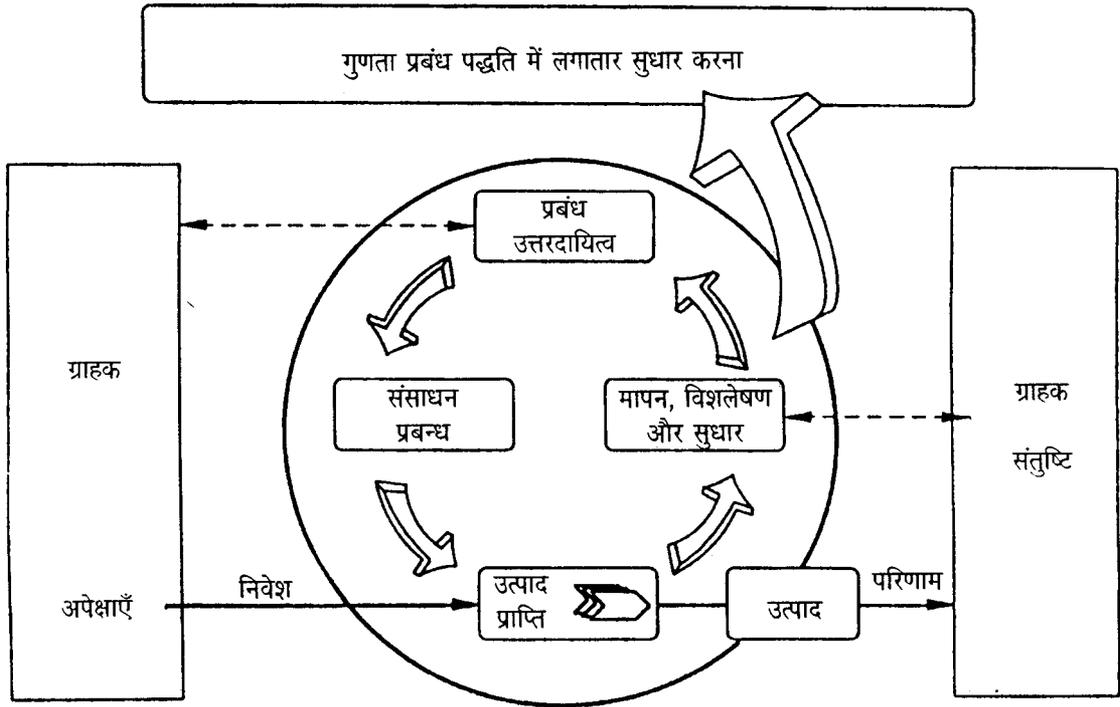 गुणता प्रबंध पद्धति में लगातार सुधार करना
प्रबंध
उत्तरदायित्व
ग्राहक
संसाधन
प्रबन्ध
मापन, विशलेषण
और सुधार
ग्राहक
संतुष्टि
अपेक्षाएँ
निवेश
उत्पाद
प्राप्ति
उत्पाद
परिणाम